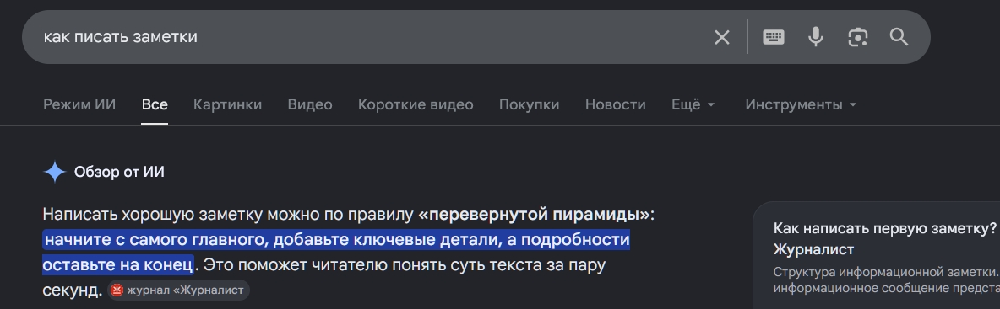 как писать заметки
Режим ИИ Все Картинки Видео Короткие видео Покупки Новости Ещё Инструменты
Обзор от ИИ
Написать хорошую заметку можно по правилу «перевернутой пирамиды»:
начните с самого главного, добавьте ключевые детали, а подробности
оставьте на конец. Это поможет читателю понять суть текста за пару
секунд. Ж журнал «Журналист
Как написать первую заметку?
Журналист
Структура информационной заметки.
информационное сообщение предста